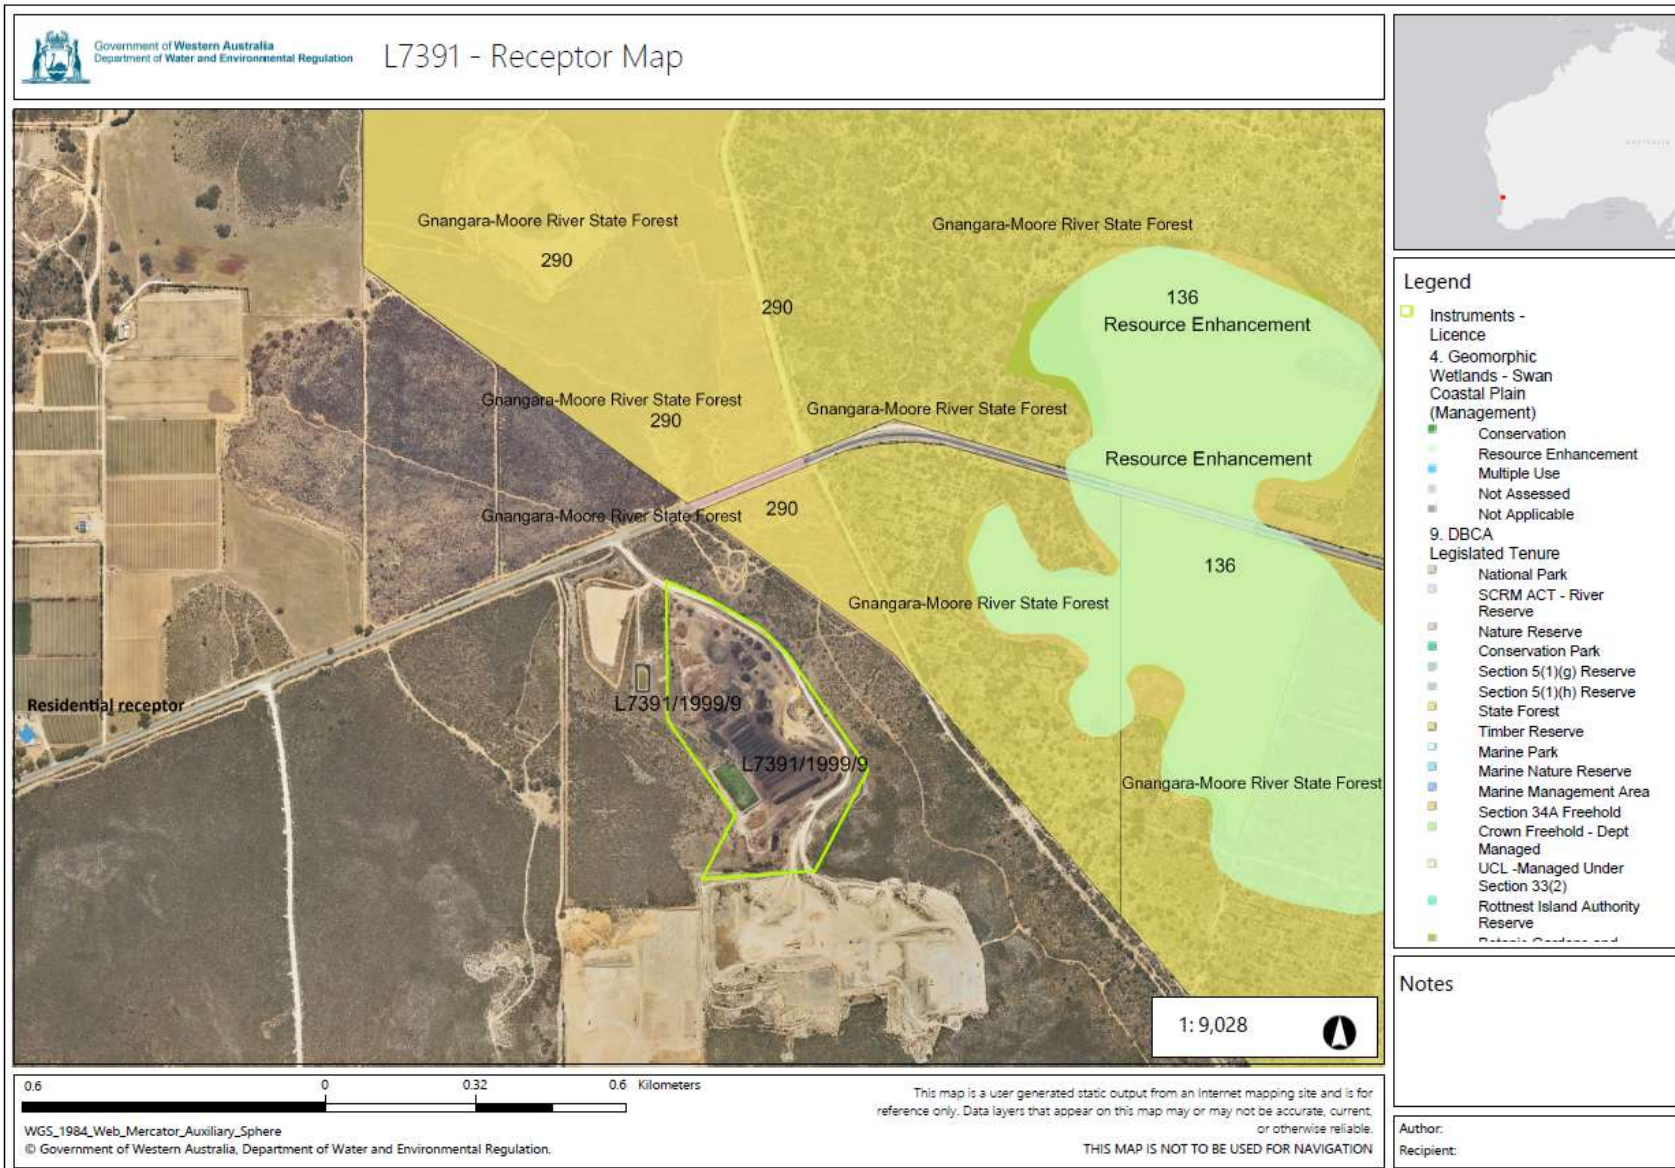 Government of Western Australia
Department of Water and Environmental Regulation
L7391 - Receptor Map
Gnangara-Moore River State Forest
290
Gnangara-Moore River State Forest
136
Resource Enhancement
290
Gnangara-Moore River State Forest
290
Gnangara-Moore River State Forest
Resource Enhancement
Gnangara-Moore River State Forest
290
136
Gnangara-Moore River State Forest
L7391/1999/9
Residential receptor
L7391/1999/9
Gnangara-Moore River State Forest
1: 9,028
Legend
Instruments -
Licence
4. Geomorphic
Wetlands - Swan
Coastal Plain
(Management)
Conservation
Resource Enhancement
Multiple Use
Not Assessed
Not Applicable
9. DBCA
Legislated Tenure
National Park
SCRM ACT - River
Reserve
Nature Reserve
Conservation Park
Section 5(1)(g) Reserve
Section 5(1)(h) Reserve
State Forest
Timber Reserve
Marine Park
Marine Nature Reserve
Marine Management Area
Section 34A Freehold
Crown Freehold - Dept
Managed
UCL -Managed Under
Section 33(2)
Rottnest Island Authority
Reserve
Notes
Author:
Recipient:
0.6 0 0.32 0.6 Kilometers
WGS_1984_Web_Mercator_Auxiliary_Sphere
© Government of Western Australia, Department of Water and Environmental Regulation.
This map is a user generated static output from an Internet mapping site and is for
reference only. Data layers that appear on this map may or may not be accurate, current,
or otherwise reliable.
THIS MAP IS NOT TO BE USED FOR NAVIGATION